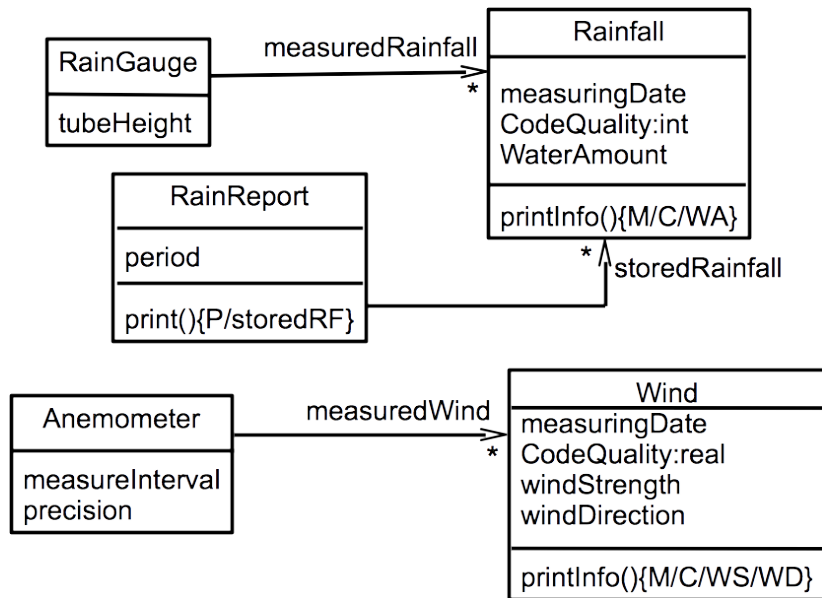 RainGauge
tubeHeight
measuredRainfall
*
Rainfall
measuringDate
CodeQuality:int
WaterAmount
printInfo(){M/C/WA}
RainReport
period
print(){P/storedRF}
*
storedRainfall
Anemometer
measureInterval
precision
measuredWind
*
Wind
measuringDate
CodeQuality:real
windStrength
windDirection
printInfo(){M/C/WS/WD}